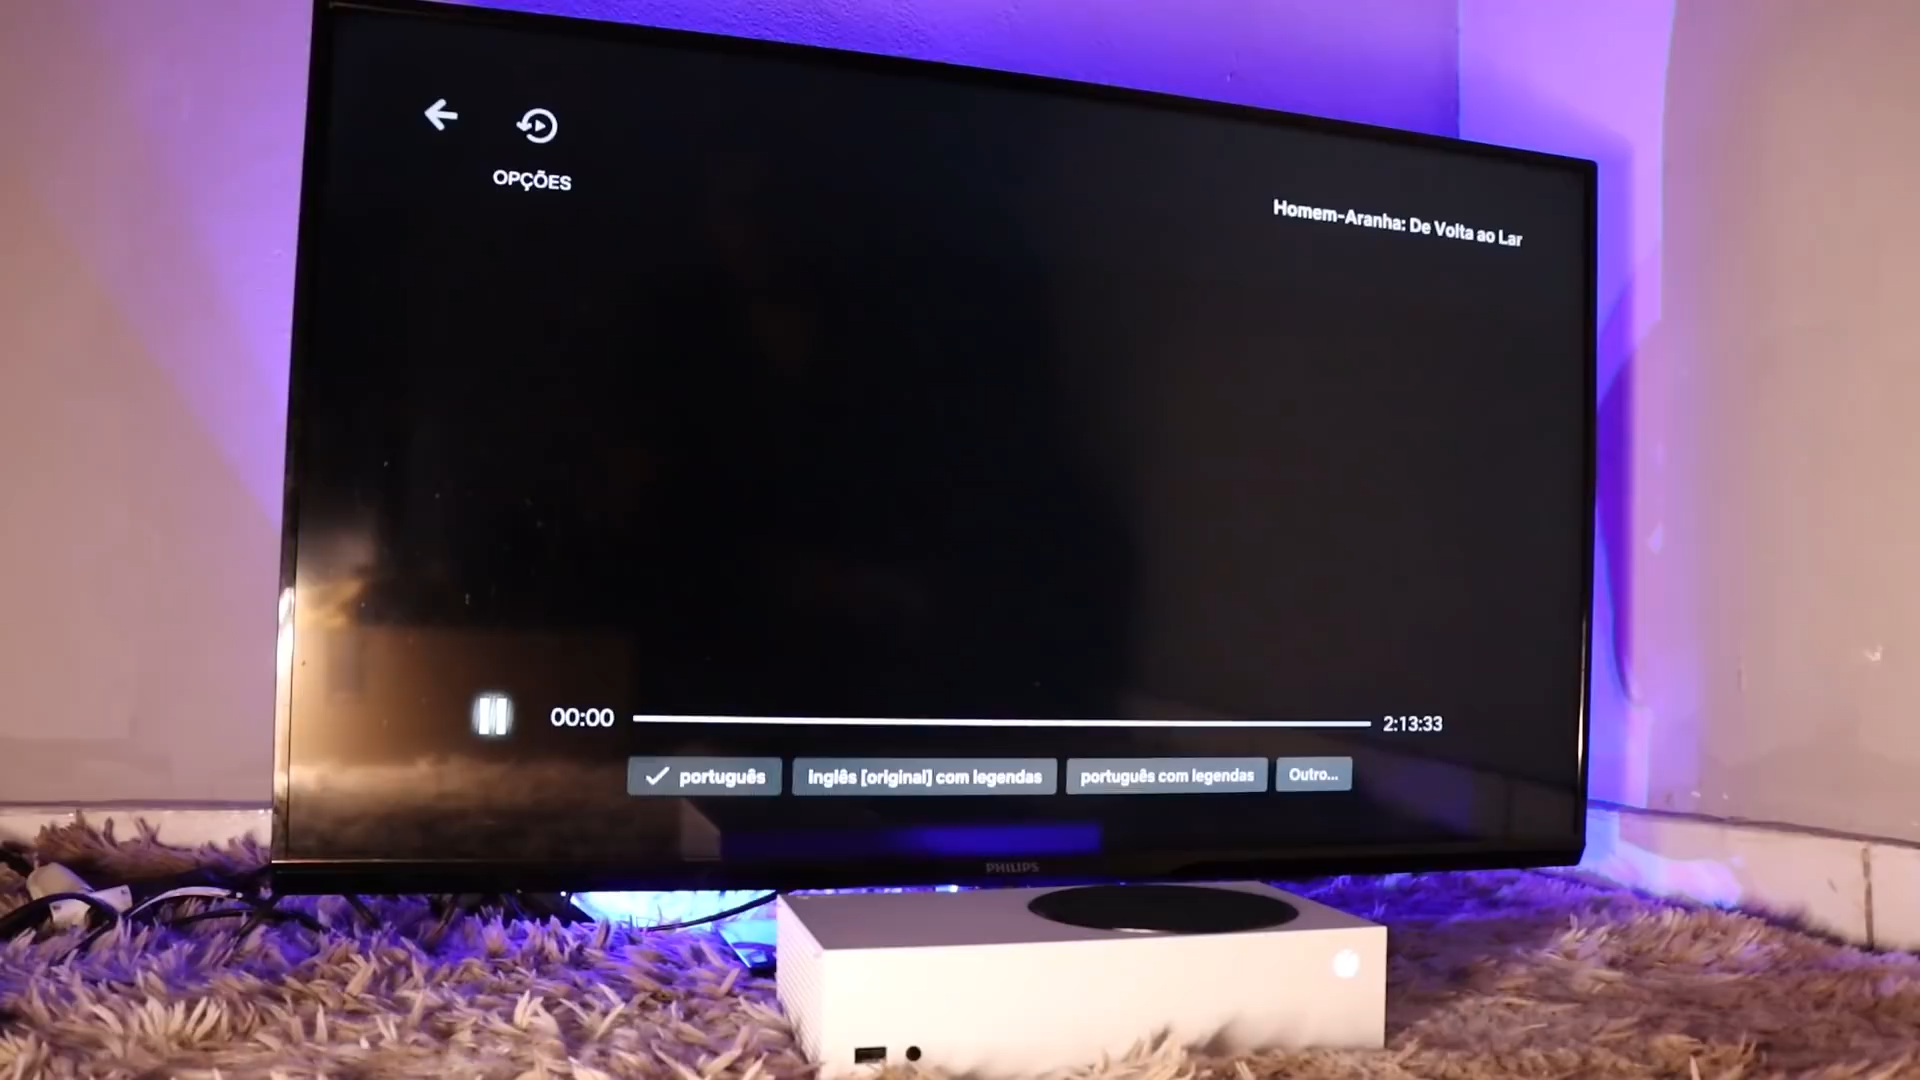 OPÇÕES
Homem-Aranha: De Volta ao Lar
00:00
2:13:33
português
inglês [original] com legendas
português com legendas
Outro...
PHILIPS